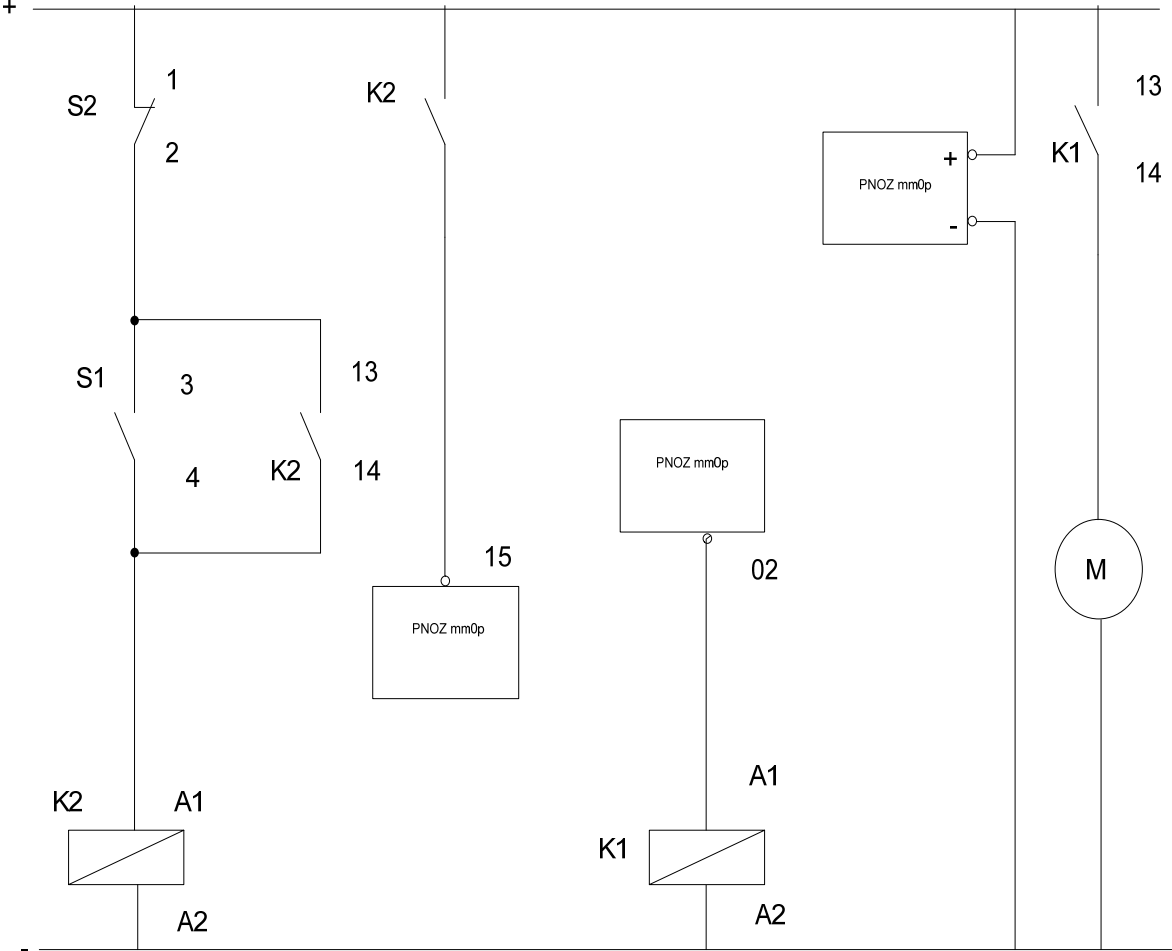 +
1
S2
2
K2
13
K1
14
+
PNOZ mm0p
-
S1
3
13
4
K2
14
PNOZ mm0p
02
15
PNOZ mm0p
M
K2
A1
A2
A1
K1
A2
-